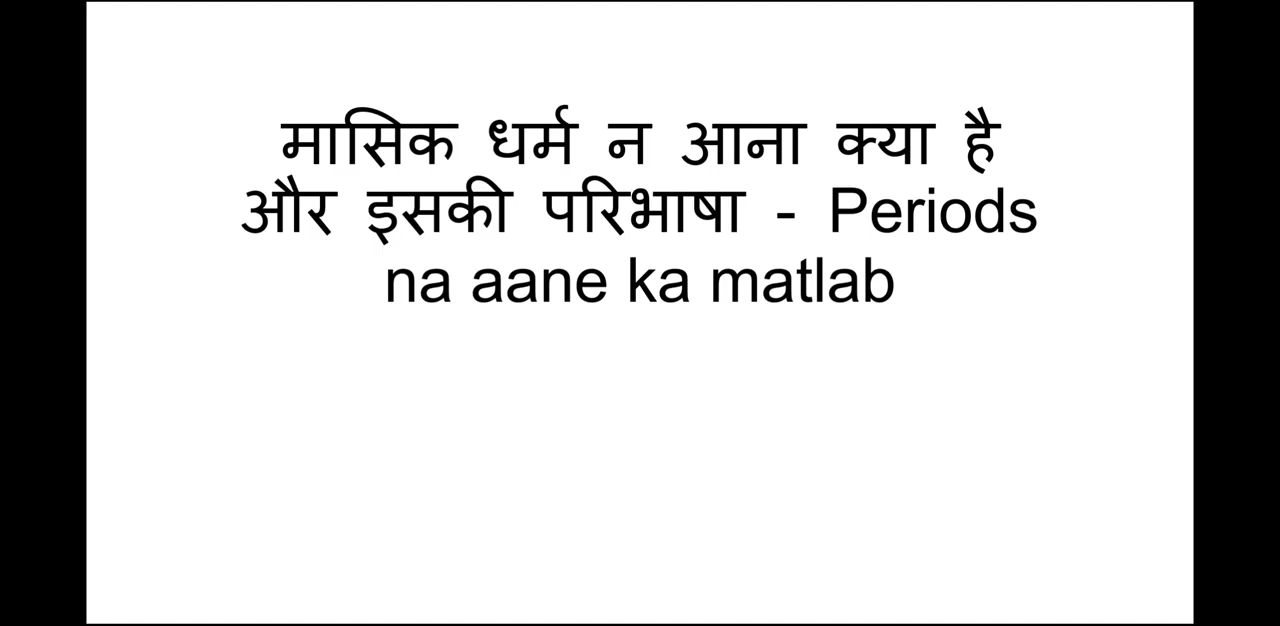 मासिक धर्म न आना क्या है
और इसकी परिभाषा - Periods
na aane ka matlab